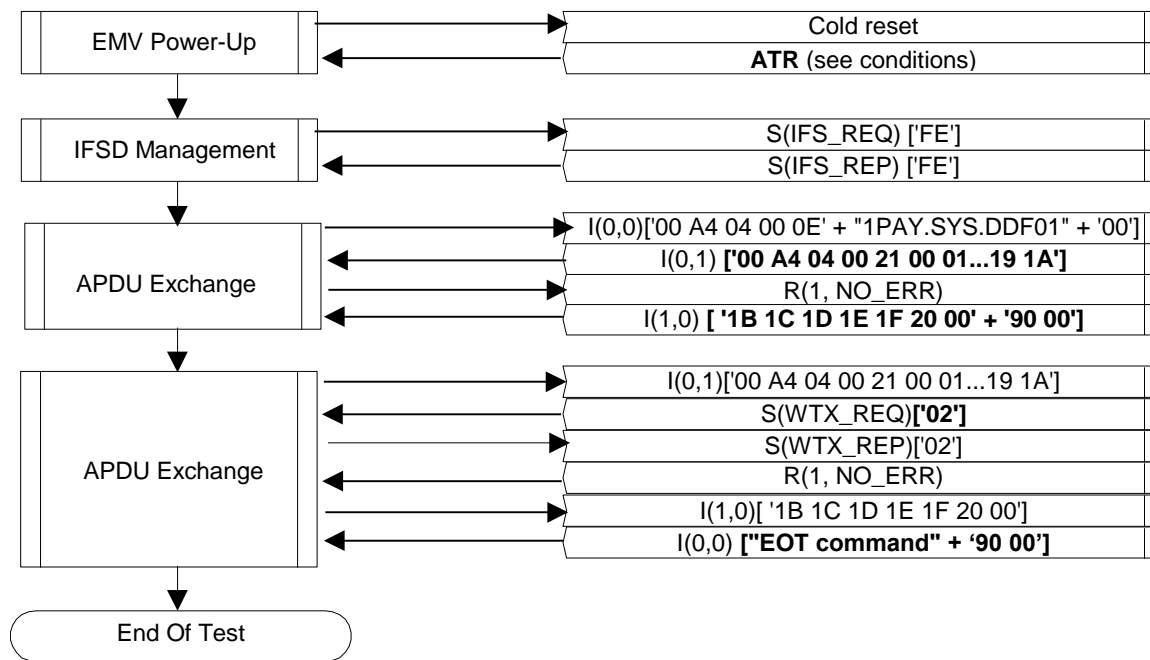 EMV Power-Up
Cold reset
ATR (see conditions)
IFSD Management
S(IFS_REQ) ['FE']
S(IFS_REP) ['FE']
APDU Exchange
I(0,0)['00 A4 04 00 0E' + "1PAY.SYS.DDF01" + '00']
I(0,1) ['00 A4 04 00 21 00 01...19 1A']
R(1, NO_ERR)
I(1,0) [ '1B 1C 1D 1E 1F 20 00' + '90 00']
APDU Exchange
I(0,1)['00 A4 04 00 21 00 01...19 1A']
S(WTX_REQ)['02']
S(WTX_REP)['02']
R(1, NO_ERR)
I(1,0)[ '1B 1C 1D 1E 1F 20 00']
I(0,0) ["EOT command" + ‘90 00’]
End Of Test